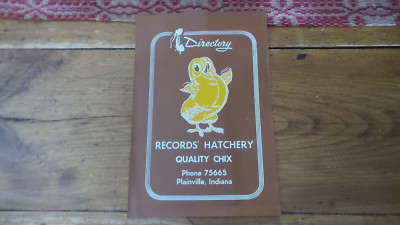 Directory
RECORDS' HATCHERY
QUALITY CHIX
Phone 75665
Plainville, Indiana